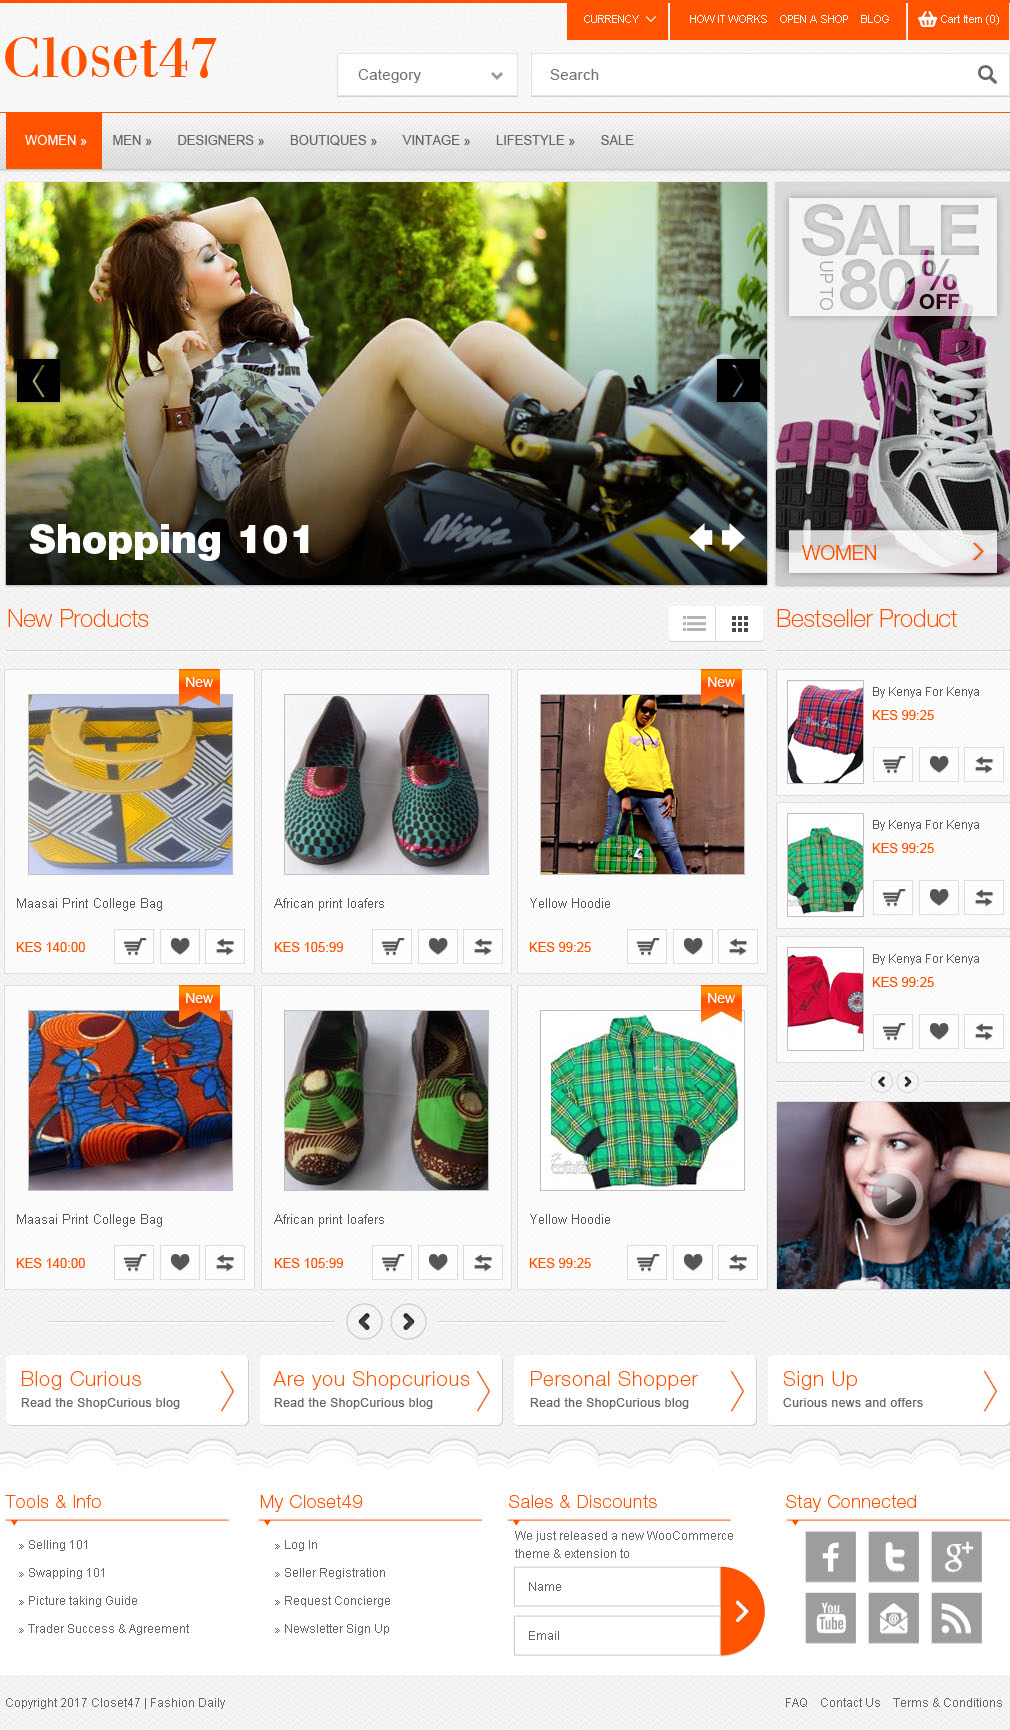 CURRENCY
HOW IT WORKS
OPEN A SHOP
BLOG
Cart Item (0)
Closet47
Category
Search
WOMEN »
MEN »
DESIGNERS »
BOUTIQUES »
VINTAGE »
LIFESTYLE »
SALE
West Java
Ninja
Shopping 101
SALE
UP TO
80% OFF
WOMEN
New Products
Bestseller Product
New
New
Maasai Print College Bag
African print loafers
Yellow Hoodie
KES 140:00
KES 105:99
KES 99:25
By Kenya For Kenya
KES 99:25
By Kenya For Kenya
KES 99:25
By Kenya For Kenya
KES 99:25
New
New
Maasai Print College Bag
African print loafers
Yellow Hoodie
KES 140:00
KES 105:99
KES 99:25
Blog Curious
Read the ShopCurious blog
Are you Shopcurious
Read the ShopCurious blog
Personal Shopper
Read the ShopCurious blog
Sign Up
Curious news and offers
Tools & Info
» Selling 101
» Swapping 101
» Picture taking Guide
» Trader Success & Agreement
My Closet49
» Log In
» Seller Registration
» Request Concierge
» Newsletter Sign Up
Sales & Discounts
We just released a new WooCommerce
theme & extension to
Name
Email
Stay Connected
You
Tube
Copyright 2017 Closet47 | Fashion Daily
FAQ
Contact Us
Terms & Conditions